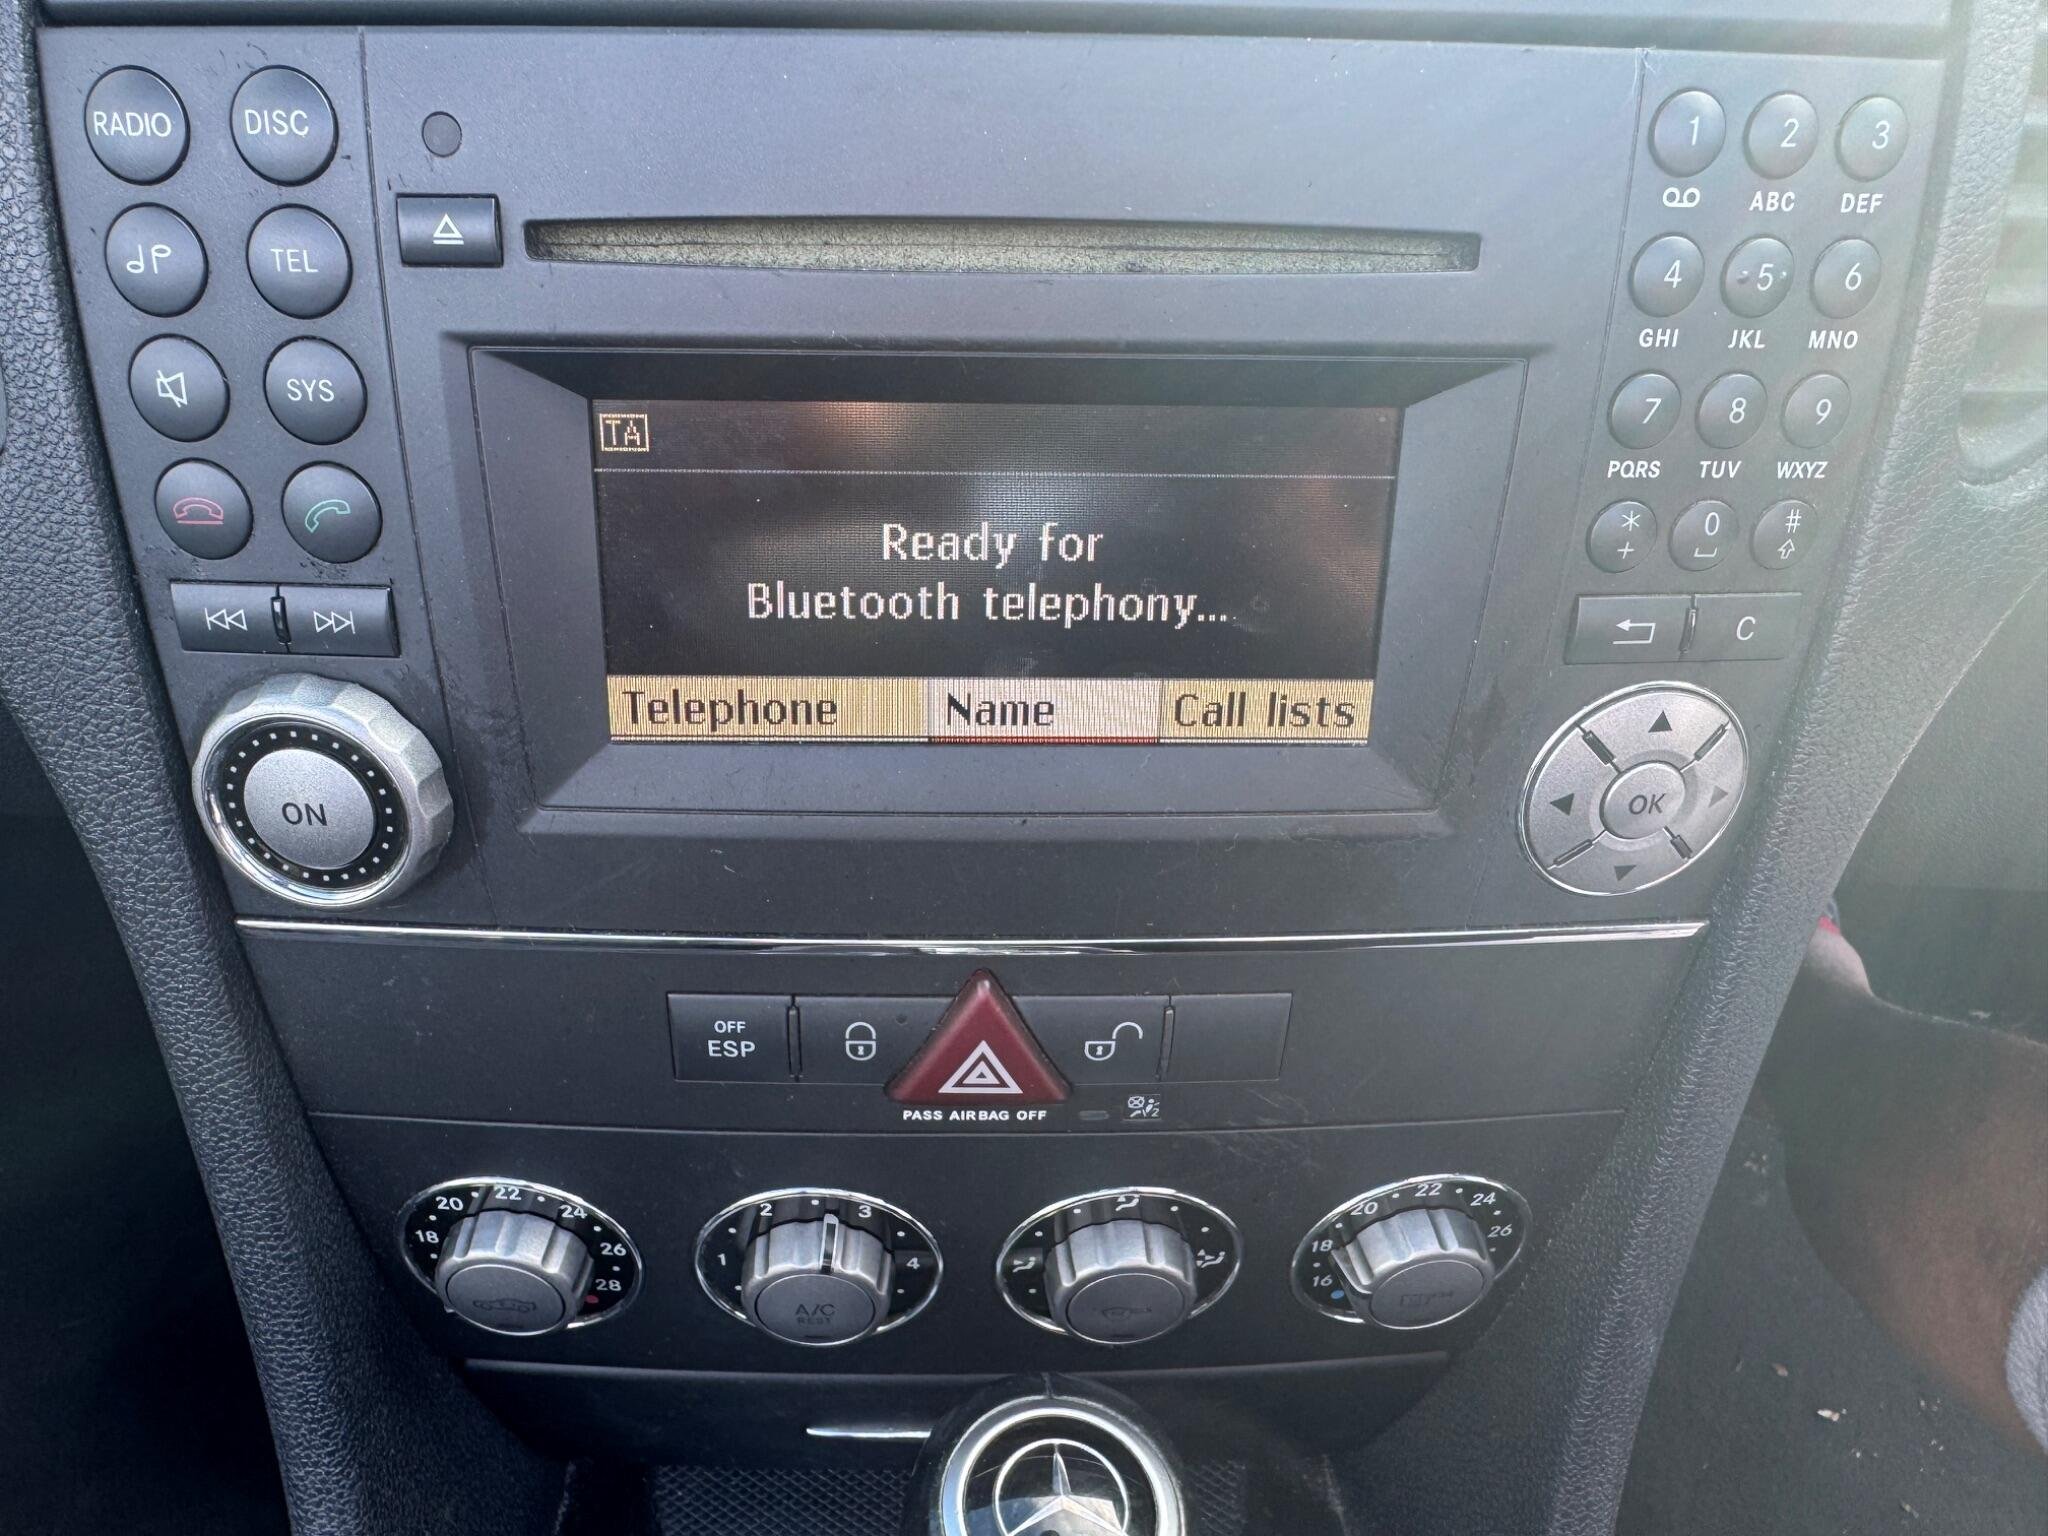 RADIO DISC
TEL
SYS
ON
1 2 3
ABC DEF
4 5 6
GHI JKL MNO
7 8 9
PQRS TUV WXYZ
* 0 #
+
C
OK
TA
Ready for
Bluetooth telephony...
Telephone Name Call lists
OFF
ESP
PASS AIRBAG OFF
18 20 22 24 26 28
1 2 3 4
A/C
REST
16 18 20 22 24 26